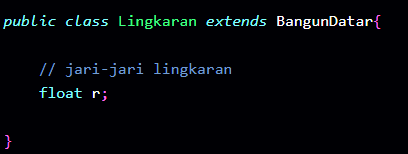 public class Lingkaran extends BangunDatar{
// jari-jari lingkaran
float r;
}